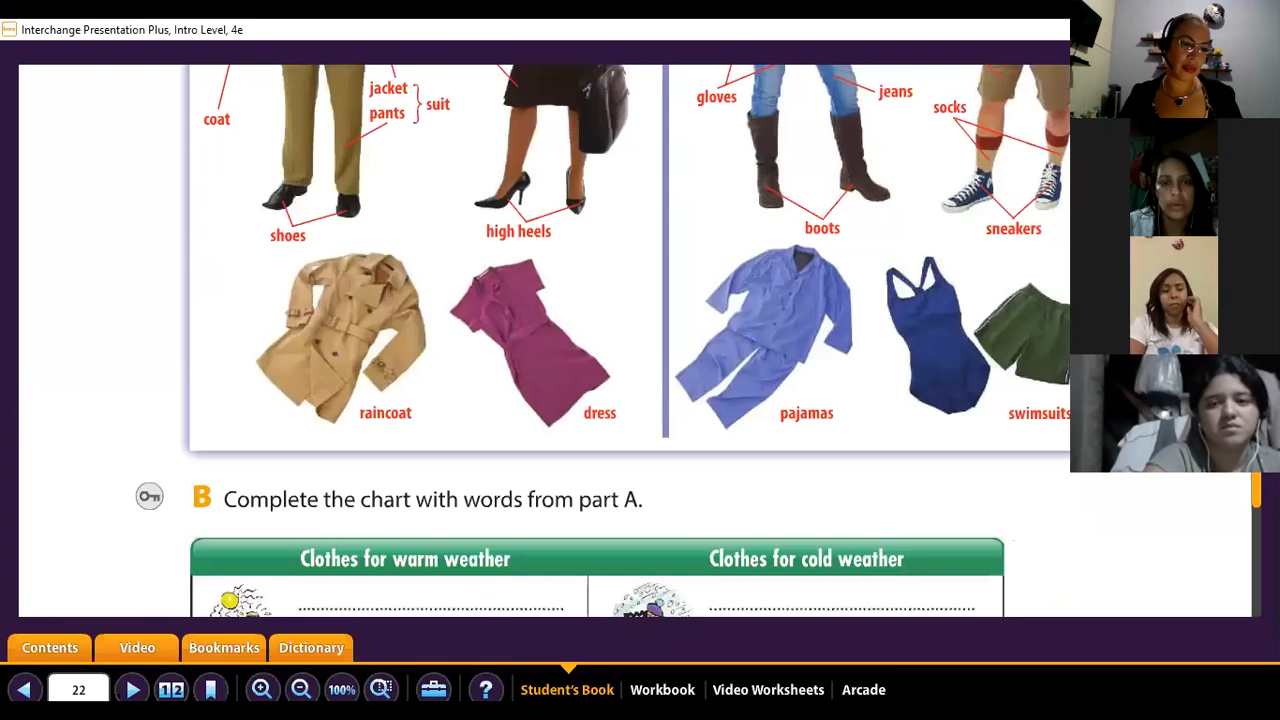 Interchange Presentation Plus, Intro Level, 4e
coat
jacket
pants
suit
shoes
high heels
raincoat
dress
gloves
jeans
socks
boots
sneakers
pajamas
swimsuits
B Complete the chart with words from part A.
Clothes for warm weather
Clothes for cold weather
Contents
Video
Bookmarks
Dictionary
22
1 2
100%
?
Student's Book
Workbook
Video Worksheets
Arcade